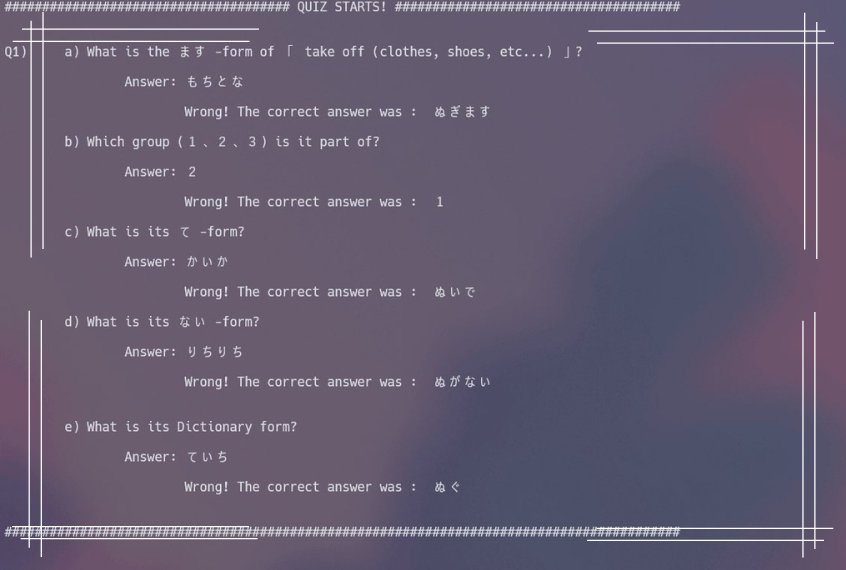 ###################################### QUIZ STARTS! ######################################
Q1) a) What is the ます -form of 「 take off (clothes, shoes, etc...) 」?
Answer: もちとな
Wrong! The correct answer was : ぬぎます
b) Which group (1、2、3) is it part of?
Answer: 2
Wrong! The correct answer was : 1
c) What is its て -form?
Answer: かいか
Wrong! The correct answer was : ぬいで
d) What is its ない -form?
Answer: りちりち
Wrong! The correct answer was : ぬがない
e) What is its Dictionary form?
Answer: ていち
Wrong! The correct answer was : ぬぐ
##########################################################################################